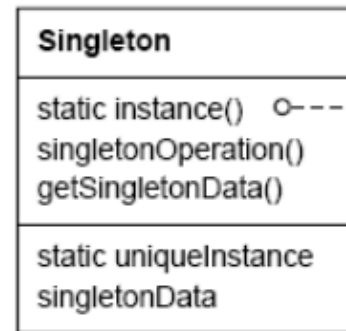 Singleton
static instance()
singletonOperation()
getSingletonData()
static uniqueInstance
singletonData